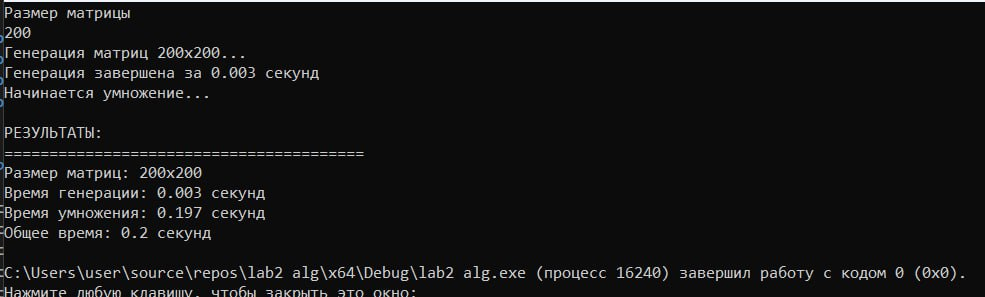 Размер матрицы
200
Генерация матриц 200x200...
Генерация завершена за 0.003 секунд
Начинается умножение...
РЕЗУЛЬТАТЫ:
========================================
Размер матриц: 200x200
Время генерации: 0.003 секунд
Время умножения: 0.197 секунд
Общее время: 0.2 секунд
C:\Users\user\source\repos\lab2 alg\x64\Debug\lab2 alg.exe (процесс 16240) завершил работу с кодом 0 (0x0).
Нажмите любую клавишу, чтобы закрыть это окно: